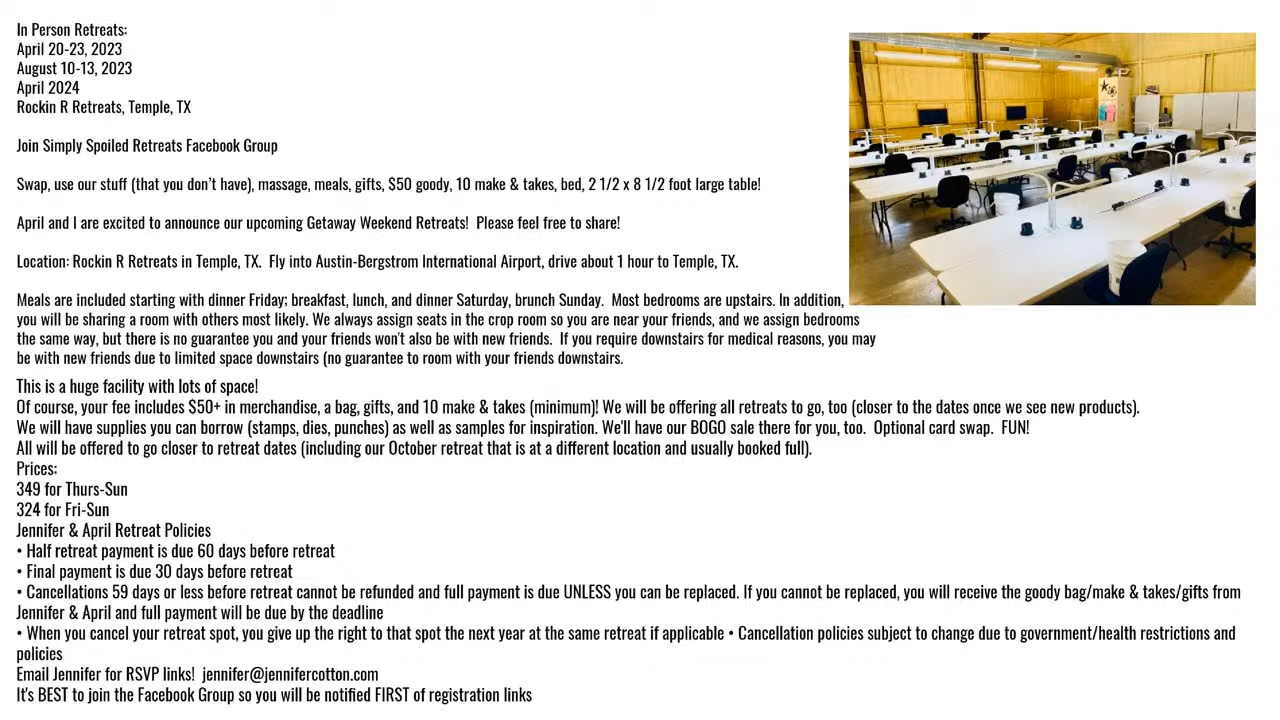 In Person Retreats:
April 20-23, 2023
August 10-13, 2023
April 2024
Rockin R Retreats, Temple, TX
Join Simply Spoiled Retreats Facebook Group
Swap, use our stuff (that you don’t have), massage, meals, gifts, $50 goody, 10 make & takes, bed, 2 1/2 x 8 1/2 foot large table!
April and I are excited to announce our upcoming Getaway Weekend Retreats!  Please feel free to share!
Location: Rockin R Retreats in Temple, TX.  Fly into Austin-Bergstrom International Airport, drive about 1 hour to Temple, TX.
Meals are included starting with dinner Friday; breakfast, lunch, and dinner Saturday, brunch Sunday.  Most bedrooms are upstairs. In addition,
you will be sharing a room with others most likely. We always assign seats in the crop room so you are near your friends, and we assign bedrooms
the same way, but there is no guarantee you and your friends won't also be with new friends.  If you require downstairs for medical reasons, you may
be with new friends due to limited space downstairs (no guarantee to room with your friends downstairs.
This is a huge facility with lots of space!
Of course, your fee includes $50+ in merchandise, a bag, gifts, and 10 make & takes (minimum)! We will be offering all retreats to go, too (closer to the dates once we see new products).
We will have supplies you can borrow (stamps, dies, punches) as well as samples for inspiration. We'll have our BOGO sale there for you, too.  Optional card swap.  FUN!
All will be offered to go closer to retreat dates (including our October retreat that is at a different location and usually booked full).
Prices:
349 for Thurs-Sun
324 for Fri-Sun
Jennifer & April Retreat Policies
• Half retreat payment is due 60 days before retreat
• Final payment is due 30 days before retreat
• Cancellations 59 days or less before retreat cannot be refunded and full payment is due UNLESS you can be replaced. If you cannot be replaced, you will receive the goody bag/make & takes/gifts from
Jennifer & April and full payment will be due by the deadline
• When you cancel your retreat spot, you give up the right to that spot the next year at the same retreat if applicable • Cancellation policies subject to change due to government/health restrictions and
policies
Email Jennifer for RSVP links!  jennifer@jennifercotton.com
It's BEST to join the Facebook Group so you will be notified FIRST of registration links